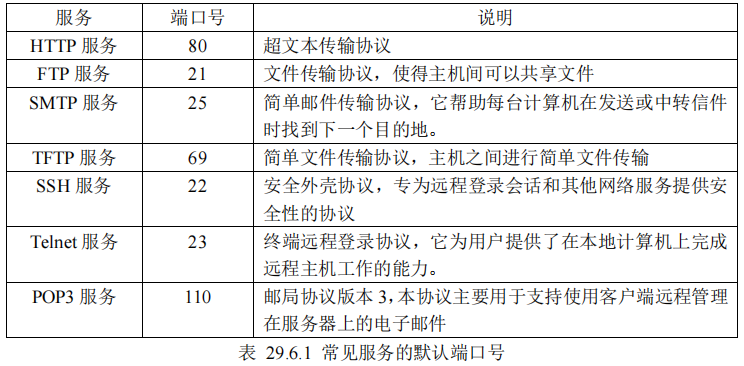 服务 端口号 说明
HTTP 服务 80 超文本传输协议
FTP 服务 21 文件传输协议，使得主机间可以共享文件
SMTP 服务 25 简单邮件传输协议，它帮助每台计算机在发送或中转信件
时找到下一个目的地。
TFTP 服务 69 简单文件传输协议，主机之间进行简单文件传输
SSH 服务 22 安全外壳协议，专为远程登录会话和其他网络服务提供安
全性的协议
Telnet 服务 23 终端远程登录协议，它为用户提供了在本地计算机上完成
远程主机工作的能力。
POP3 服务 110 邮局协议版本 3，本协议主要用于支持使用客户端远程管理
在服务器上的电子邮件
表 29.6.1 常见服务的默认端口号